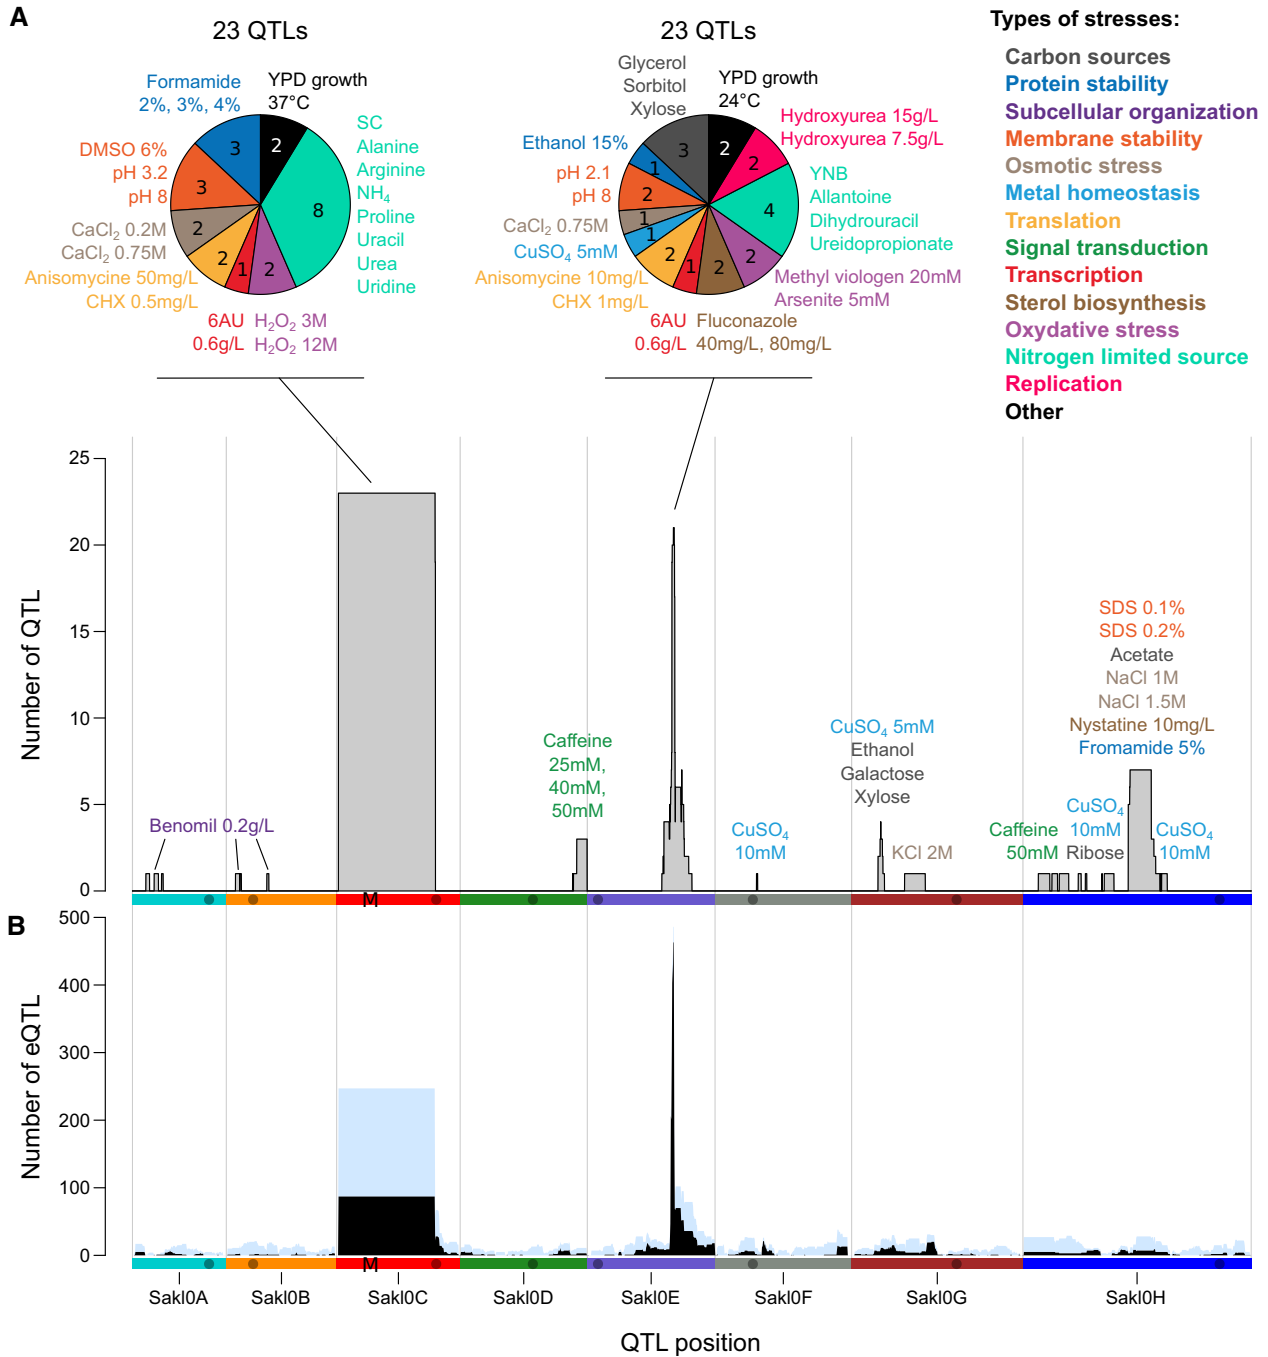 A
23 QTLs
Formamide
2%, 3%, 4%
YPD growth
37°C
SC
Alanine
Arginine
NH4
Proline
Uracil
Urea
Uridine
DMSO 6%
pH 3.2
pH 8
CaCl2 0.2M
CaCl2 0.75M
Anisomycine 50mg/L
CHX 0.5mg/L
6AU
0.6g/L
H2O2 3M
H2O2 12M
2
8
2
1
2
2
3
3
23 QTLs
Glycerol
Sorbitol
Xylose
YPD growth
24°C
Hydroxyurea 15g/L
Hydroxyurea 7.5g/L
YNB
Allantoine
Dihydrouracil
Ureidopropionate
Methyl viologen 20mM
Arsenite 5mM
Ethanol 15%
pH 2.1
pH 8
CaCl2 0.75M
CuSO4 5mM
Anisomycine 10mg/L
CHX 1mg/L
6AU
0.6g/L
Fluconazole
40mg/L, 80mg/L
2
2
4
2
2
1
2
1
1
2
1
3
Types of stresses:
Carbon sources
Protein stability
Subcellular organization
Membrane stability
Osmotic stress
Metal homeostasis
Translation
Signal transduction
Transcription
Sterol biosynthesis
Oxydative stress
Nitrogen limited source
Replication
Other
Number of QTL
25
20
15
10
5
0
Benomil 0.2g/L
Caffeine
25mM,
40mM,
50mM
CuSO4
10mM
CuSO4 5mM
Ethanol
Galactose
Xylose
KCl 2M
Caffeine
50mM
CuSO4
10mM
Ribose
SDS 0.1%
SDS 0.2%
Acetate
NaCl 1M
NaCl 1.5M
Nystatine 10mg/L
Fromamide 5%
CuSO4
10mM
M
B
Number of eQTL
500
400
300
200
100
0
M
Sakl0A
Sakl0B
Sakl0C
Sakl0D
Sakl0E
Sakl0F
Sakl0G
Sakl0H
QTL position